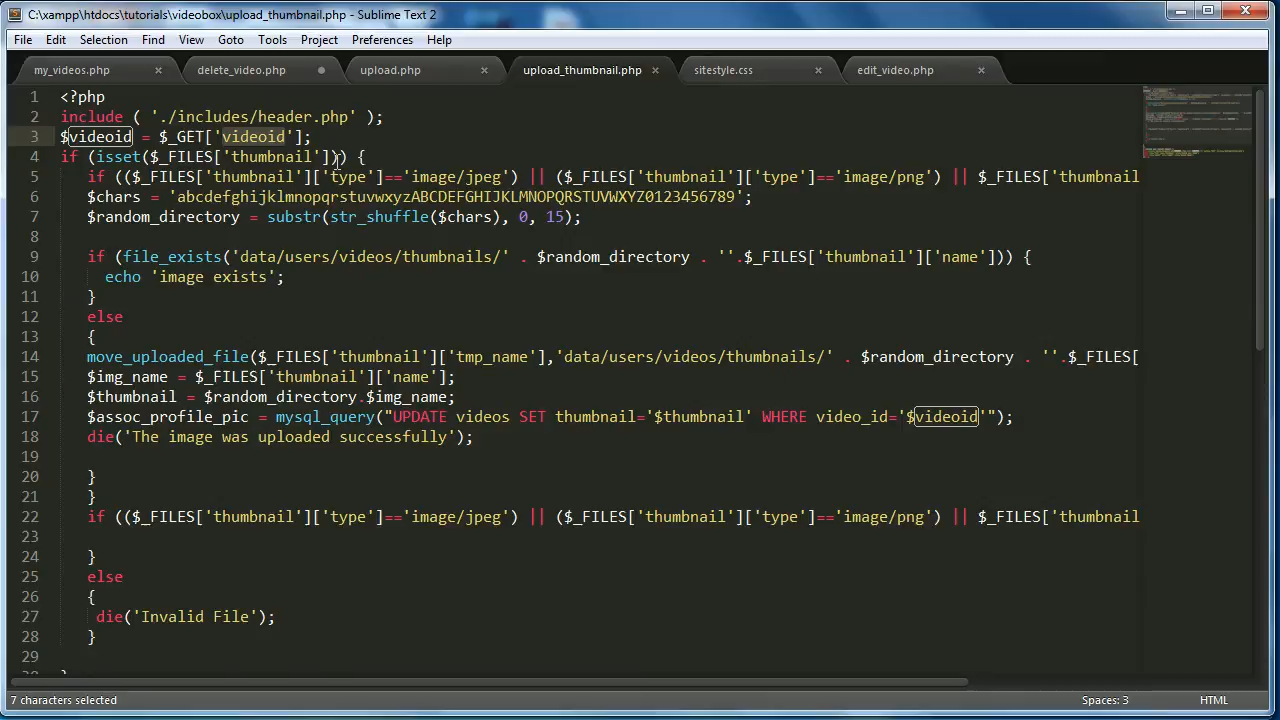 C:\xampp\htdocs\tutorials\videobox\upload_thumbnail.php - Sublime Text 2
File Edit Selection Find View Goto Tools Project Preferences Help
my_videos.php × delete_video.php upload.php × upload_thumbnail.php × sitestyle.css × edit_video.php ×
1 <?php
2 include ( './includes/header.php' );
3 $videoid = $_GET['videoid'];
4 if (isset($_FILES['thumbnail'])) {
5 if (($_FILES['thumbnail']['type']=='image/jpeg') || ($_FILES['thumbnail']['type']=='image/png') || $_FILES['thumbnail
6 $chars = 'abcdefghijklmnopqrstuvwxyzABCDEFGHIJKLMNOPQRSTUVWXYZ0123456789';
7 $random_directory = substr(str_shuffle($chars), 0, 15);
8
9 if (file_exists('data/users/videos/thumbnails/' . $random_directory . ''.$_FILES['thumbnail']['name'])) {
10 echo 'image exists';
11 }
12 else
13 {
14 move_uploaded_file($_FILES['thumbnail']['tmp_name'],'data/users/videos/thumbnails/' . $random_directory . ''.$_FILES[
15 $img_name = $_FILES['thumbnail']['name'];
16 $thumbnail = $random_directory.$img_name;
17 $assoc_profile_pic = mysql_query("UPDATE videos SET thumbnail='$thumbnail' WHERE video_id='$videoid'");
18 die('The image was uploaded successfully');
19
20 }
21 }
22 if (($_FILES['thumbnail']['type']=='image/jpeg') || ($_FILES['thumbnail']['type']=='image/png') || $_FILES['thumbnail
23
24 }
25 else
26 {
27 die('Invalid File');
28 }
29
7 characters selected Spaces: 3 HTML